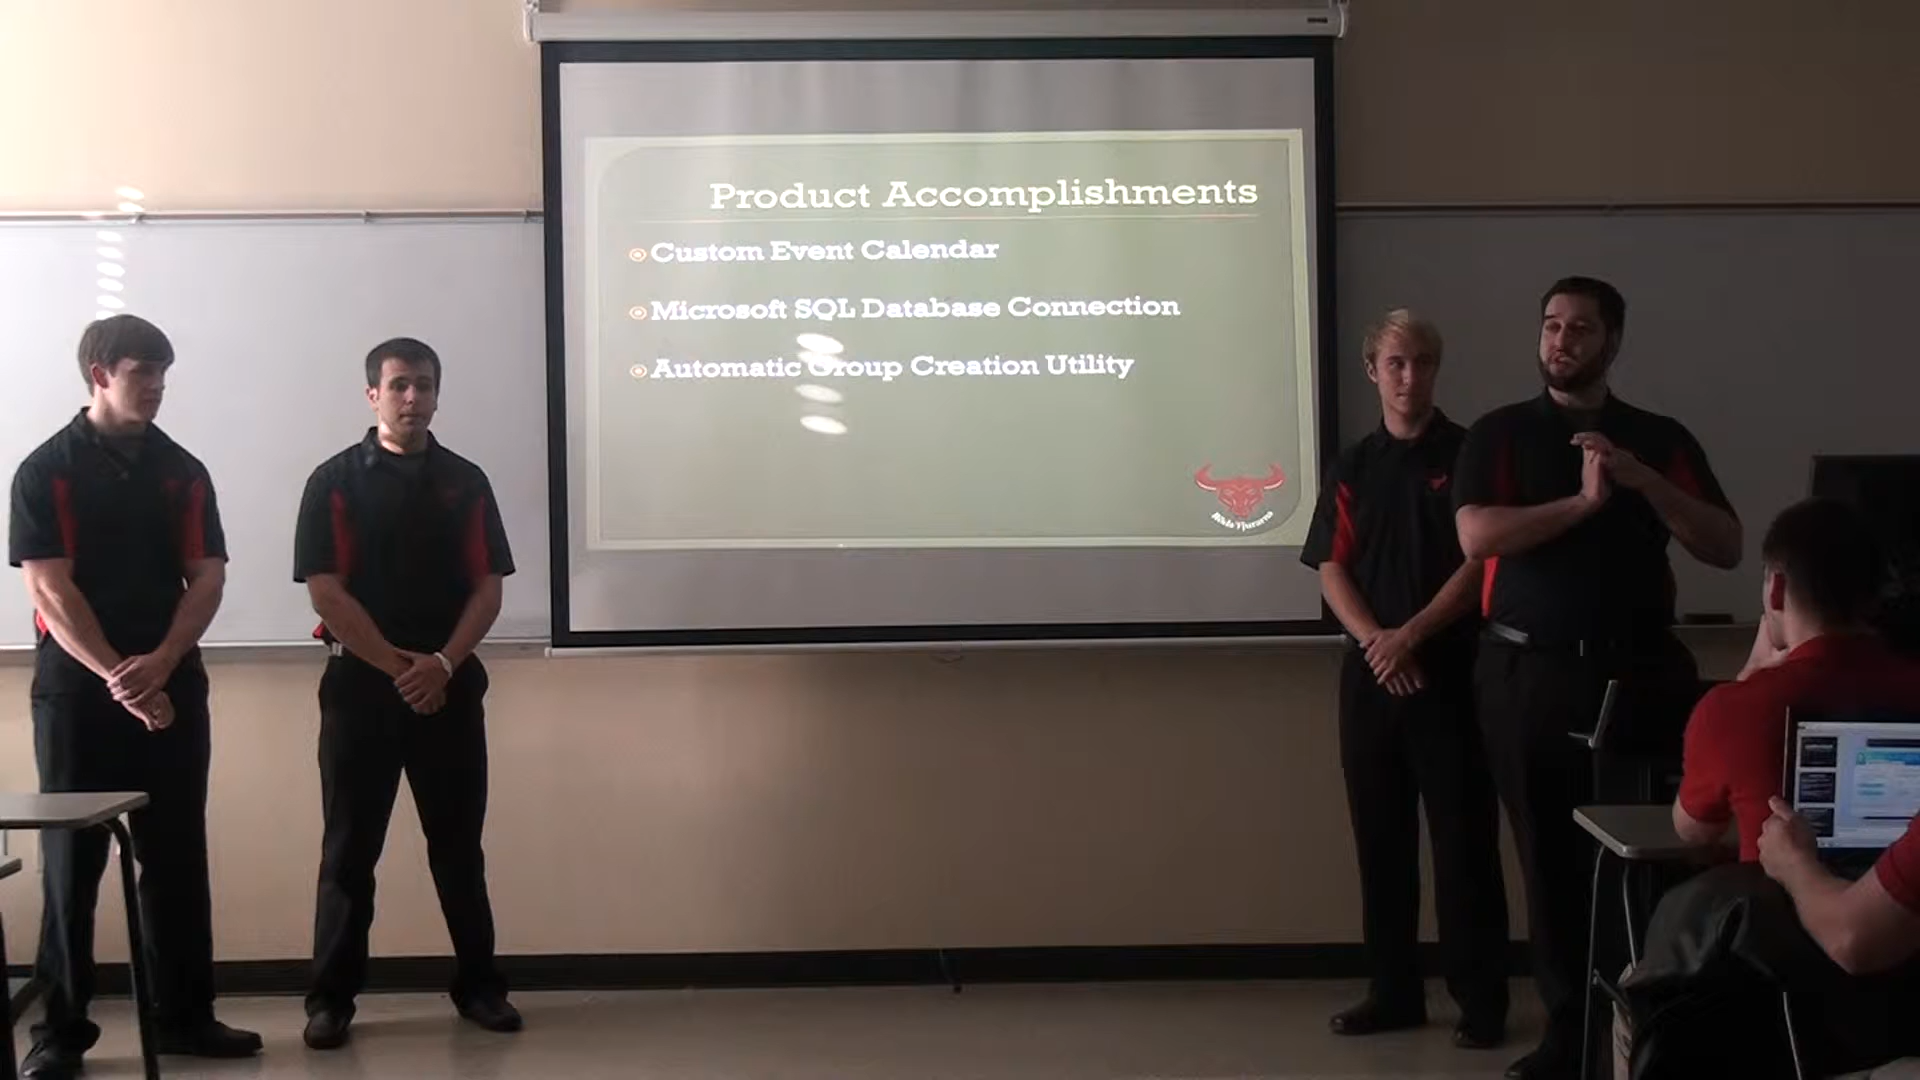 Product Accomplishments
Custom Event Calendar
Microsoft SQL Database Connection
Automatic Group Creation Utility